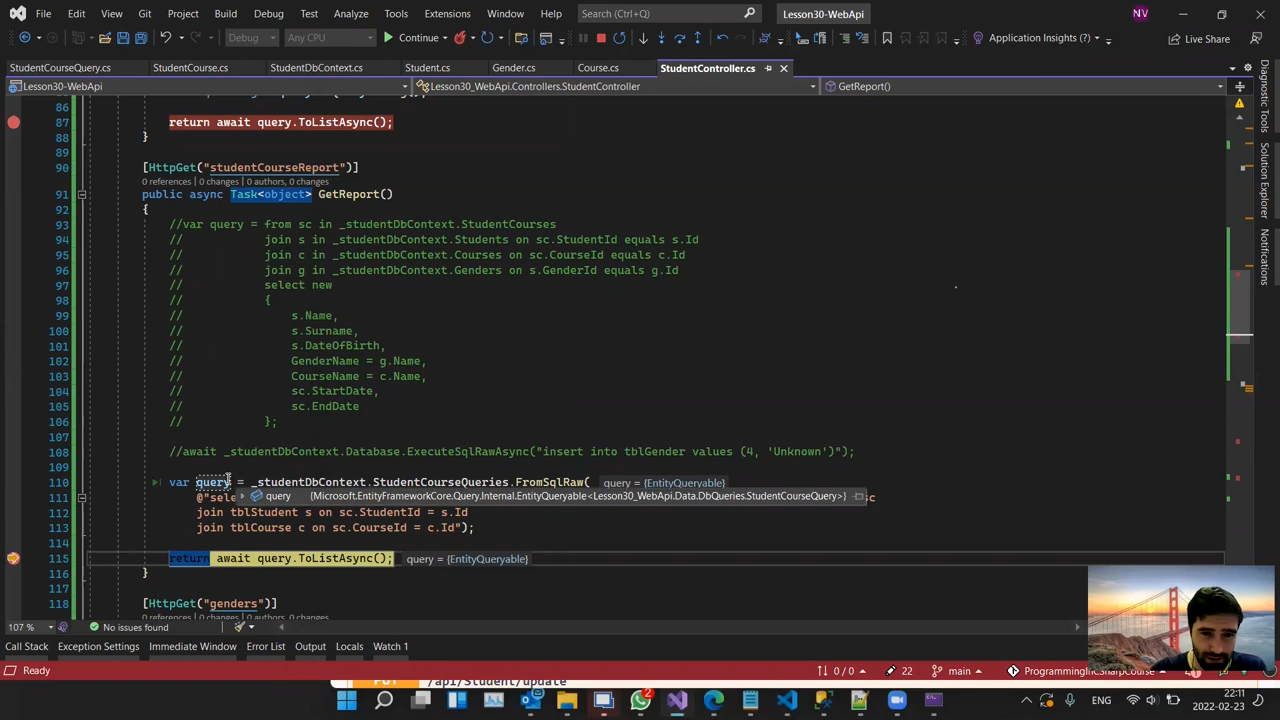 File Edit View Git Project Build Debug Test Analyze Tools Extensions Window Help Search (Ctrl+Q) Lesson30-WebApi NV
Debug Any CPU Continue Application Insights (?) Live Share
StudentCourseQuery.cs StudentCourse.cs StudentDbContext.cs Student.cs Gender.cs Course.cs StudentController.cs
Lesson30-WebApi Lesson30_WebApi.Controllers.StudentController GetReport()
86
87 return await query.ToListAsync();
88 }
89
90 [HttpGet("studentCourseReport")]
0 references | 0 changes | 0 authors, 0 changes
91 public async Task<object> GetReport()
92 {
93 //var query = from sc in _studentDbContext.StudentCourses
94 // join s in _studentDbContext.Students on sc.StudentId equals s.Id
95 // join c in _studentDbContext.Courses on sc.CourseId equals c.Id
96 // join g in _studentDbContext.Genders on s.GenderId equals g.Id
97 // select new
98 // {
99 // s.Name,
100 // s.Surname,
101 // s.DateOfBirth,
102 // GenderName = g.Name,
103 // CourseName = c.Name,
104 // sc.StartDate,
105 // sc.EndDate
106 // };
107
108 //await _studentDbContext.Database.ExecuteSqlRawAsync("insert into tblGender values (4, 'Unknown')");
109
110 var query = _studentDbContext.StudentCourseQueries.FromSqlRaw( query = {EntityQueryable}
query {Microsoft.EntityFrameworkCore.Query.Internal.EntityQueryable<Lesson30_WebApi.Data.DbQueries.StudentCourseQuery>}
111 @"sele sc
112 join tblStudent s on sc.StudentId = s.Id
113 join tblCourse c on sc.CourseId = c.Id");
114
115 return await query.ToListAsync(); query = {EntityQueryable}
116 }
117
118 [HttpGet("genders")]
107 % No issues found
Call Stack Exception Settings Immediate Window Error List Output Locals Watch 1
Ready 0 / 0 22 main ProgrammingInCsharpCourse
PUT /api/Student/update
2 ENG 22:11
2022-02-23
Diagnostic Tools
Solution Explorer
Notifications